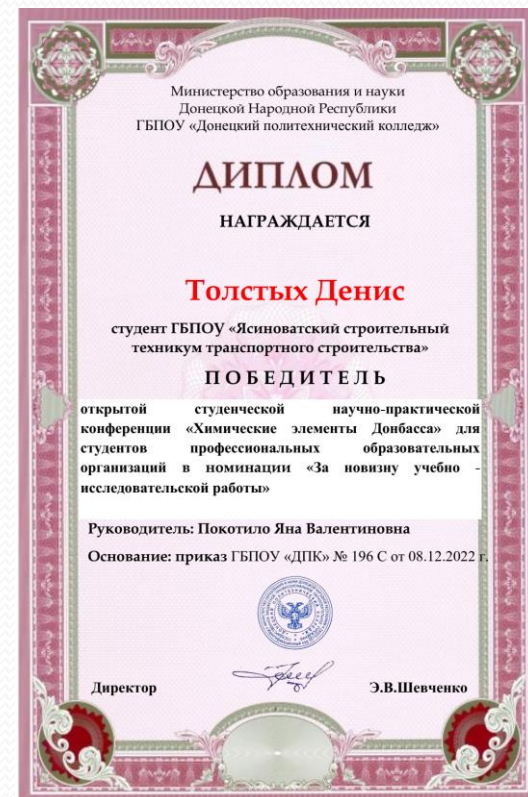 Министерство образования и науки
Донецкой Народной Республики
ГБПОУ «Донецкий политехнический колледж»
ДИПЛОМ
НАГРАЖДАЕТСЯ
Толстых Денис
студент ГБПОУ «Ясиноватский строительный
техникум транспортного строительства»
ПОБЕДИТЕЛЬ
открытой студенческой научно-практической
конференции «Химические элементы Донбасса» для
студентов профессиональных образовательных
организаций в номинации «За новизну учебно -
исследовательской работы»
Руководитель: Покотило Яна Валентиновна
Основание: приказ ГБПОУ «ДПК» № 196 С от 08.12.2022 г.
Директор Э.В.Шевченко